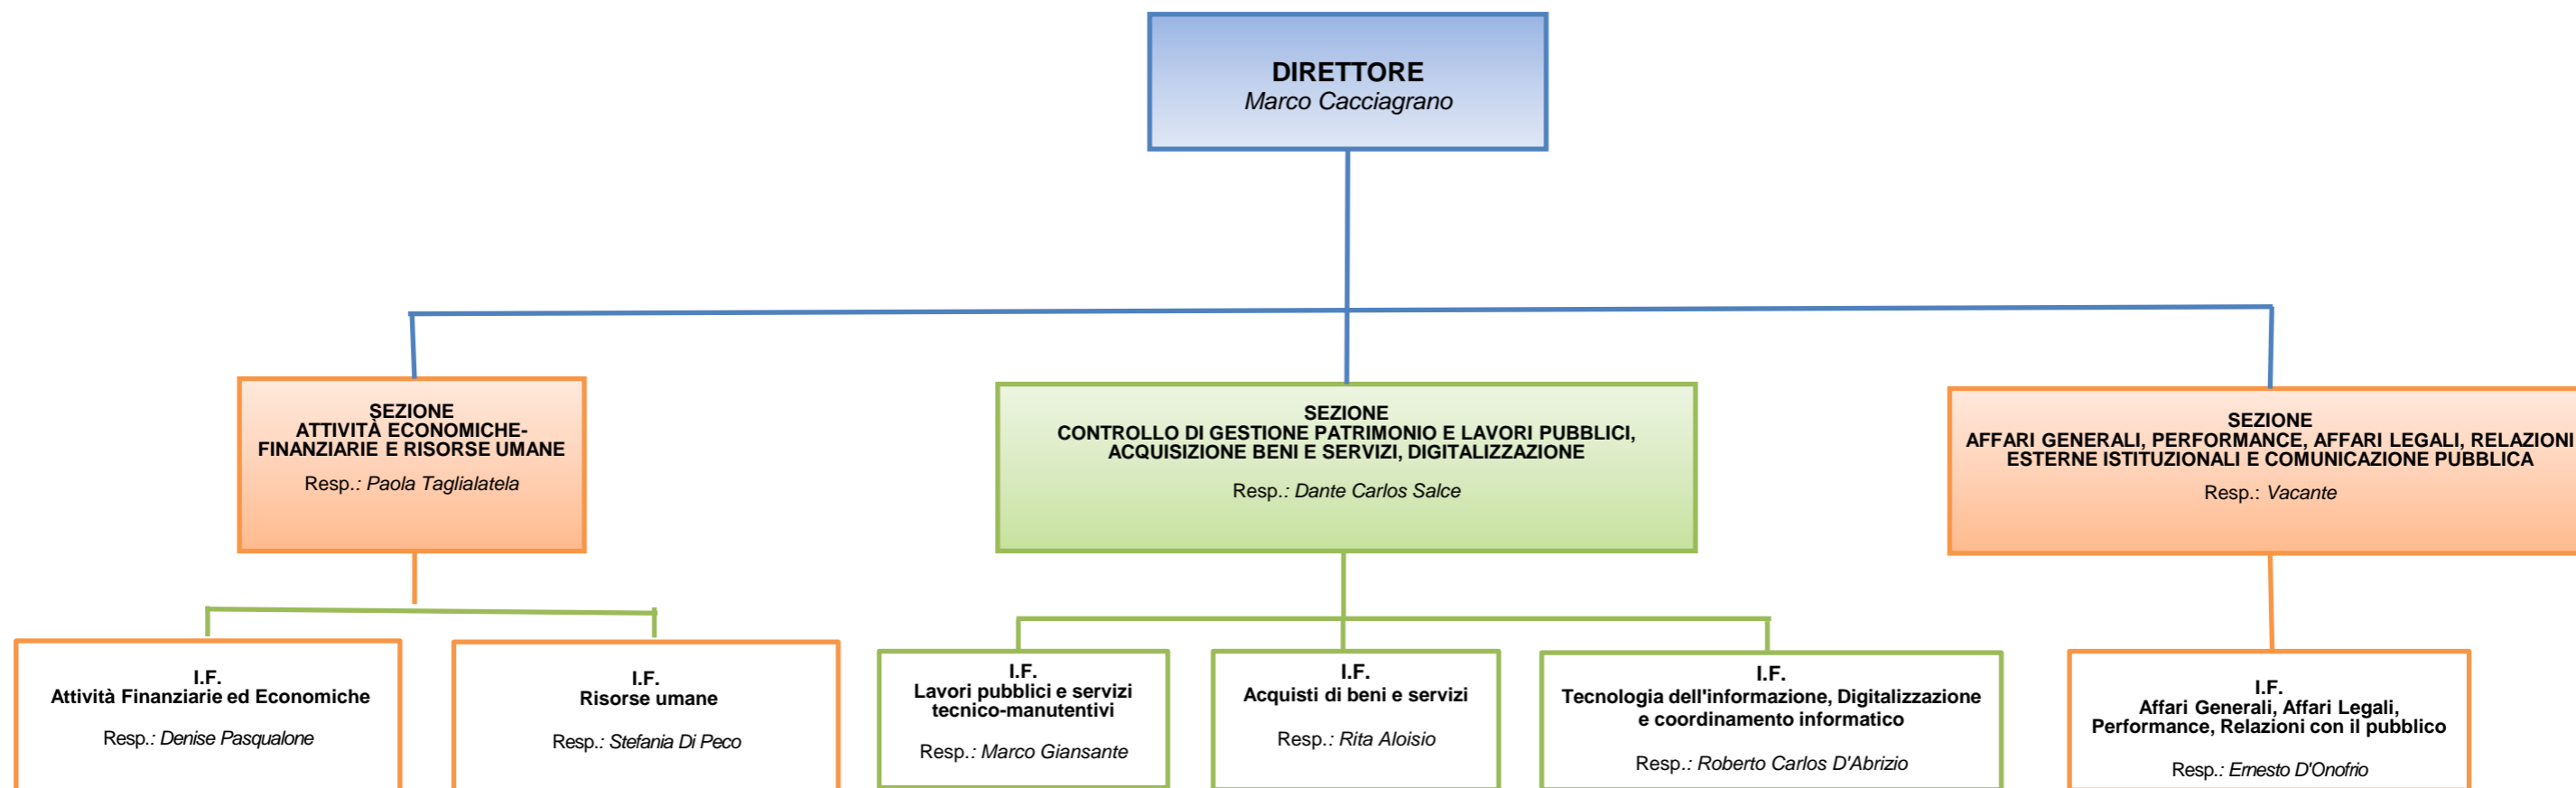 DIRETTORE
Marco Cacciagrano
SEZIONE
ATTIVITÀ ECONOMICHE-
FINANZIARIE E RISORSE UMANE
Resp.: Paola Taglialatela
SEZIONE
CONTROLLO DI GESTIONE PATRIMONIO E LAVORI PUBBLICI,
ACQUISIZIONE BENI E SERVIZI, DIGITALIZZAZIONE
Resp.: Dante Carlos Salce
SEZIONE
AFFARI GENERALI, PERFORMANCE, AFFARI LEGALI, RELAZIONI
ESTERNE ISTITUZIONALI E COMUNICAZIONE PUBBLICA
Resp.: Vacante
I.F.
Attività Finanziarie ed Economiche
Resp.: Denise Pasqualone
I.F.
Risorse umane
Resp.: Stefania Di Peco
I.F.
Lavori pubblici e servizi
tecnico-manutentivi
Resp.: Marco Giansante
I.F.
Acquisti di beni e servizi
Resp.: Rita Aloisio
I.F.
Tecnologia dell'informazione, Digitalizzazione
e coordinamento informatico
Resp.: Roberto Carlos D'Abrizio
I.F.
Affari Generali, Affari Legali,
Performance, Relazioni con il pubblico
Resp.: Ernesto D'Onofrio